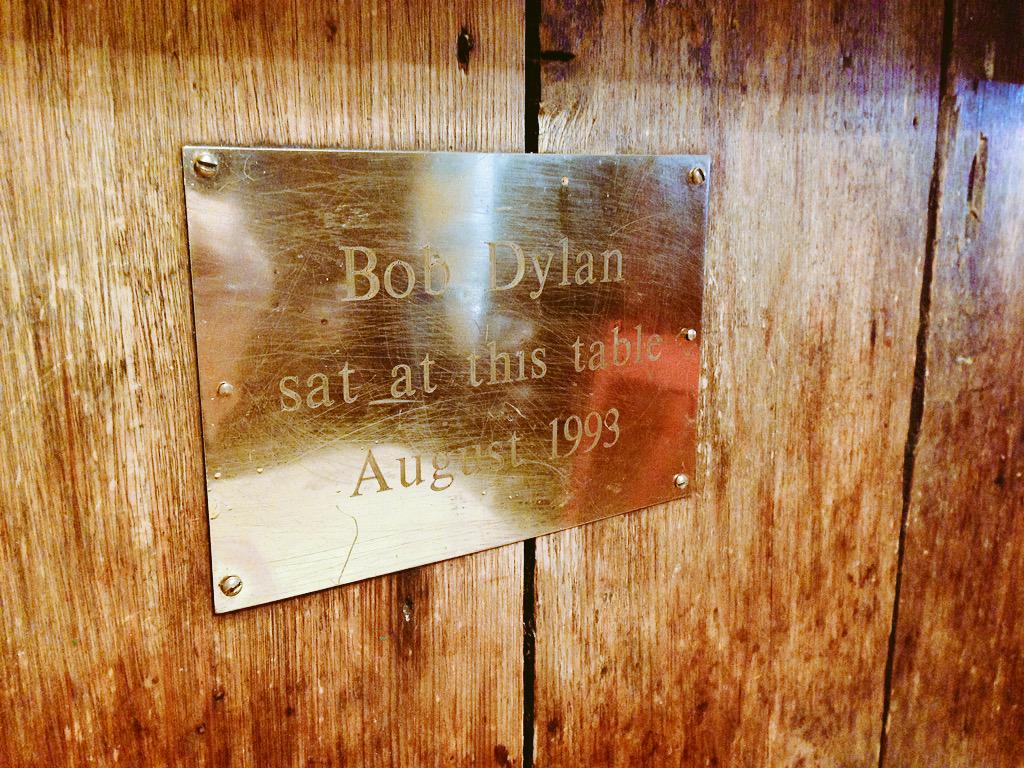 Bob Dylan
sat at this table
August 1993